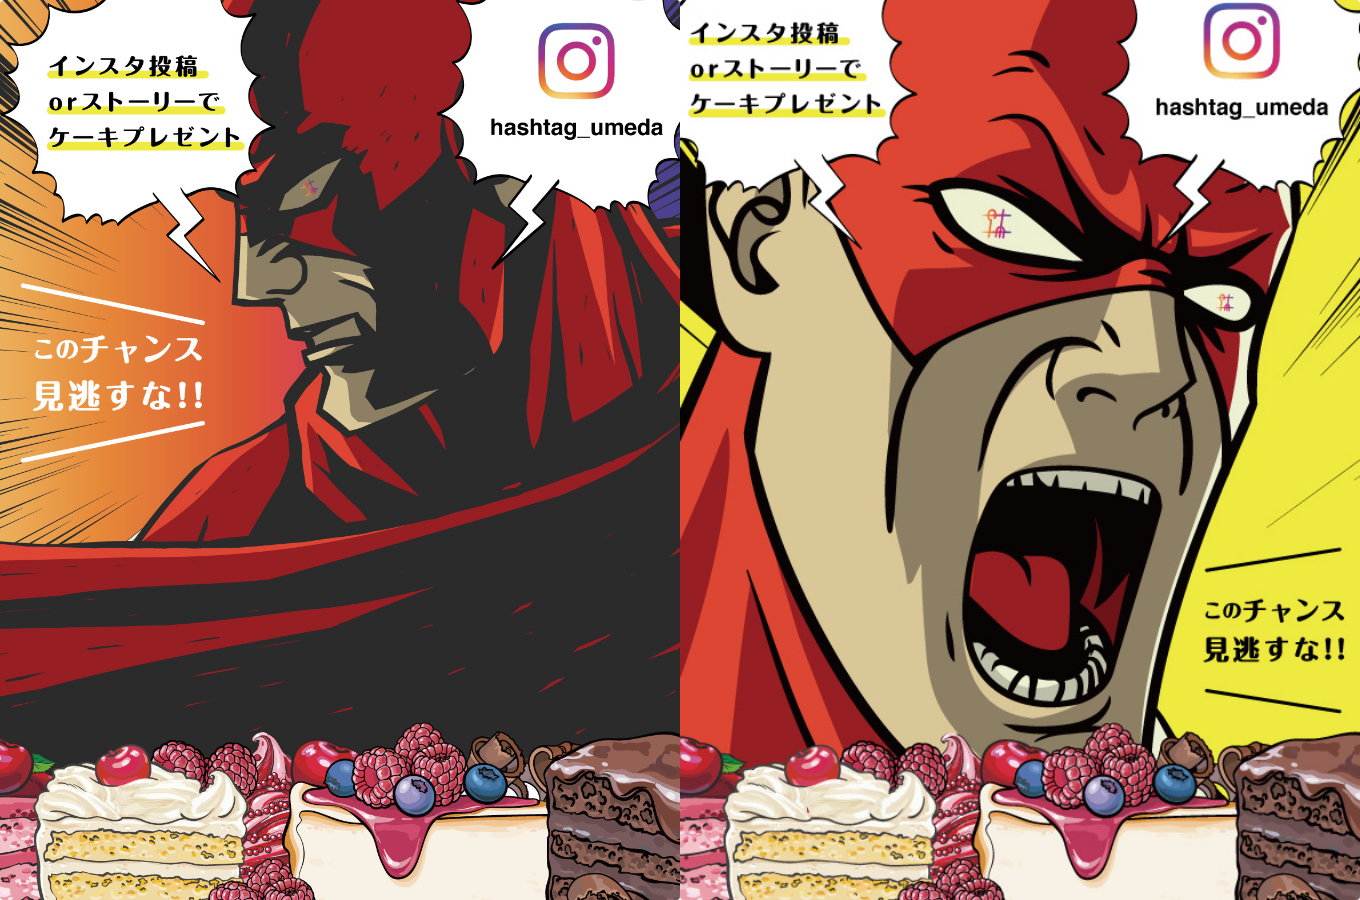 インスタ投稿
orストーリーで
ケーキプレゼント
hashtag_umeda
このチャンス
見逃すな!!
インスタ投稿
orストーリーで
ケーキプレゼント
hashtag_umeda
このチャンス
見逃すな!!